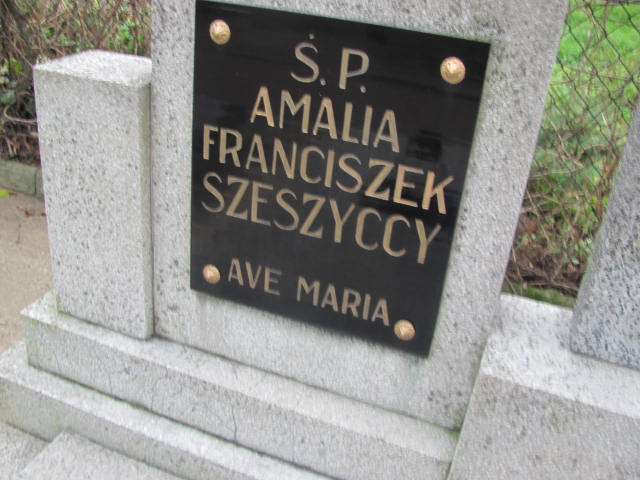 Ś.P.
AMALIA
FRANCISZEK
SZESZYCCY
AVE MARIA